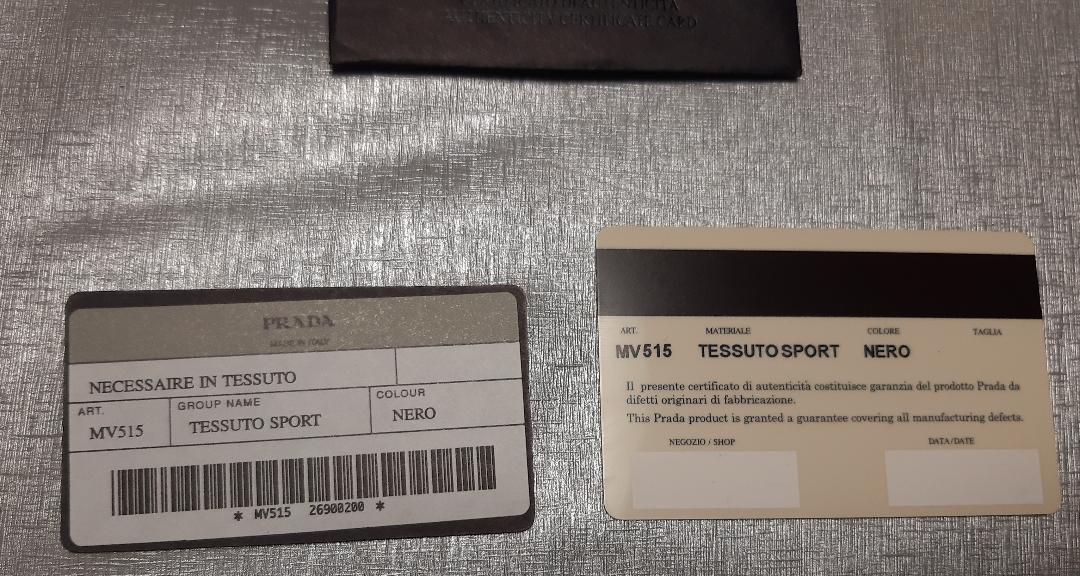 CERTIFICATO DI AUTENTICITÀ
AUTHENTICITY CERTIFICATE CARD
PRADA
MADE IN ITALY
NECESSAIRE IN TESSUTO
ART. GROUP NAME COLOUR
MV515 TESSUTO SPORT NERO
* MV515 26900200 *
ART. MATERIALE COLORE TAGLIA
MV515 TESSUTO SPORT NERO
Il presente certificato di autenticità costituisce garanzia del prodotto Prada da
difetti originari di fabbricazione.
This Prada product is granted a guarantee covering all manufacturing defects.
NEGOZIO / SHOP DATA/DATE